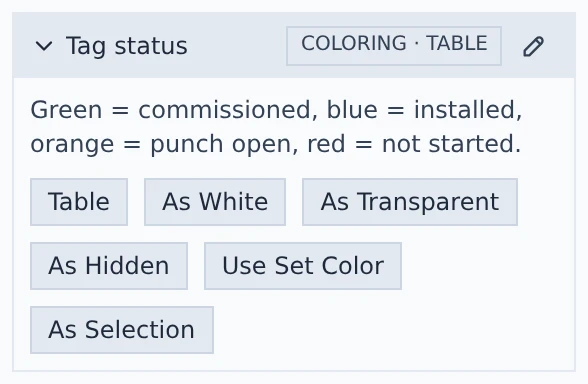 Tag status COLORING · TABLE
Green = commissioned, blue = installed,
orange = punch open, red = not started.
Table As White As Transparent
As Hidden Use Set Color
As Selection